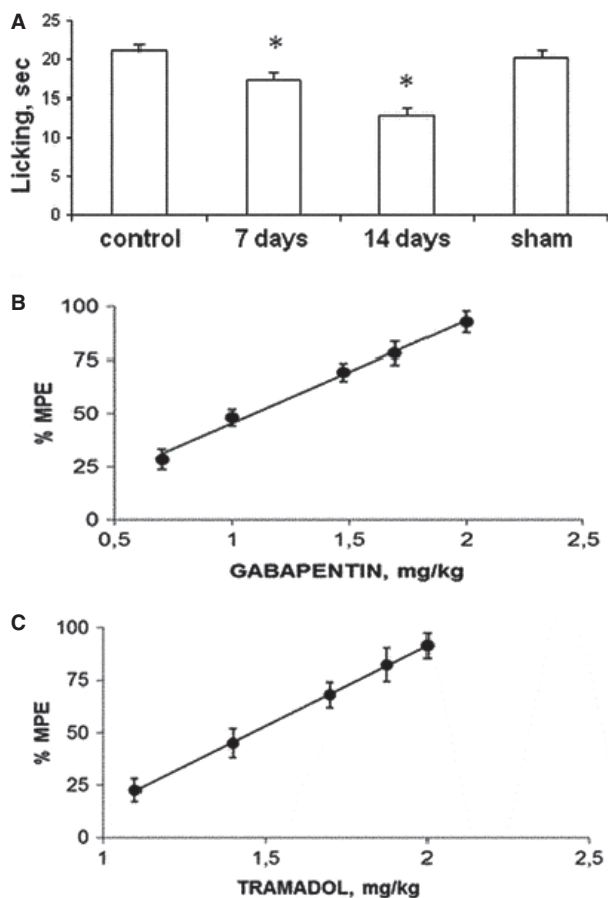 A
Licking, sec
25
20
15
10
5
0
*
*
control 7 days 14 days sham
B
% MPE
100
75
50
25
0
0,5 1 1,5 2 2,5
GABAPENTIN, mg/kg
C
% MPE
100
75
50
25
0
1 1,5 2 2,5
TRAMADOL, mg/kg